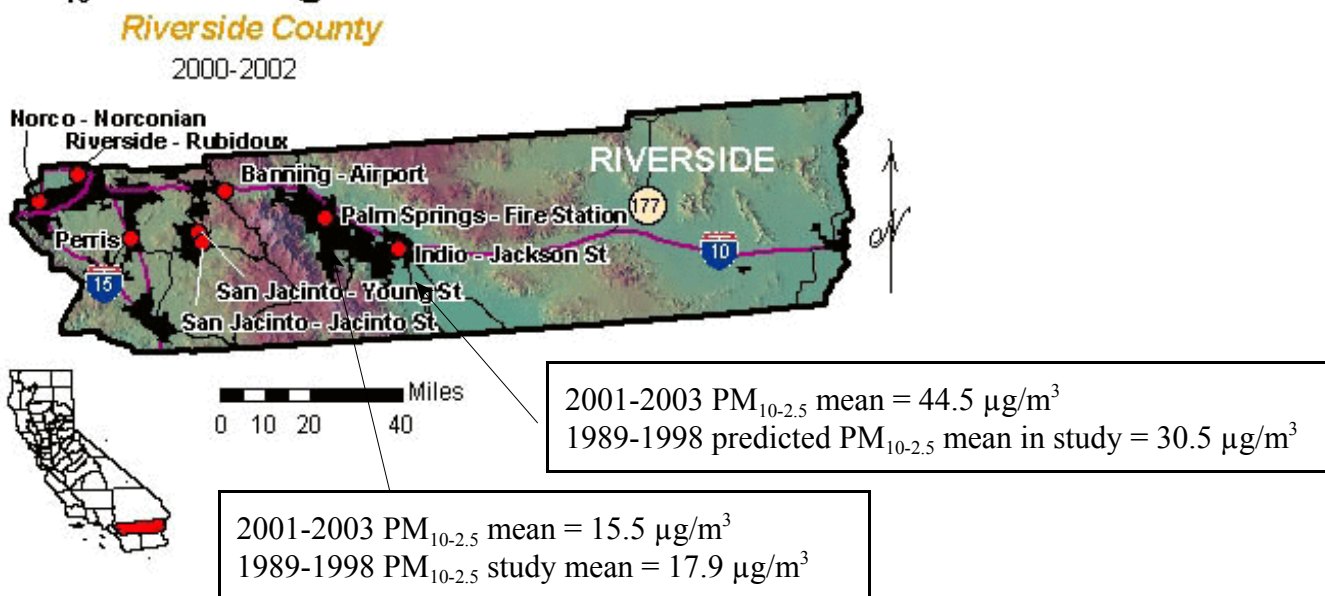 Riverside County
2000-2002
Norco - Norconian
Riverside - Rubidoux
Banning - Airport
RIVERSIDE
177
Palm Springs - Fire Station
Perris
Indio - Jackson St
10
15
San Jacinto - Young St.
San Jacinto - Jacinto St.
N
Miles
0 10 20 40
2001-2003 PM10-2.5 mean = 44.5 µg/m³
1989-1998 predicted PM10-2.5 mean in study = 30.5 µg/m³
2001-2003 PM10-2.5 mean = 15.5 µg/m³
1989-1998 PM10-2.5 study mean = 17.9 µg/m³